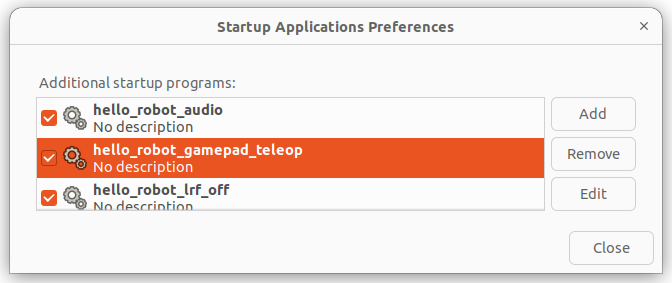 Startup Applications Preferences
Additional startup programs:
hello_robot_audio
No description
hello_robot_gamepad_teleop
No description
hello_robot_lrf_off
No description
Add
Remove
Edit
Close